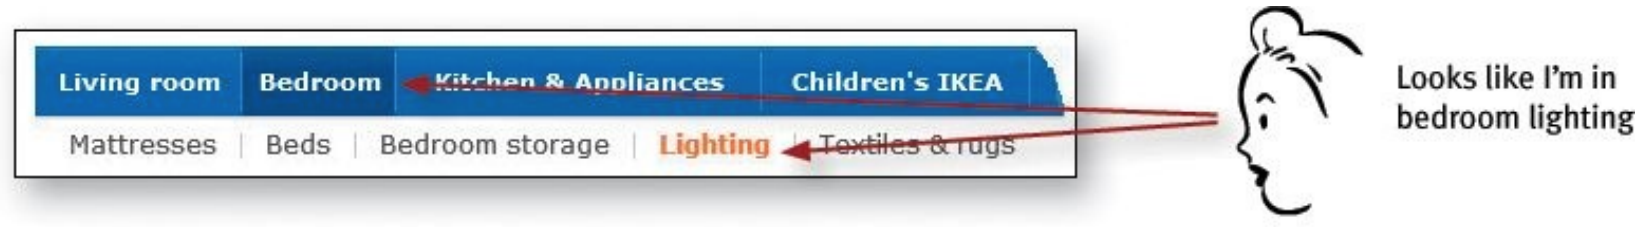 Living room Bedroom Kitchen & Appliances Children's IKEA
Mattresses | Beds | Bedroom storage | Lighting | Textiles & rugs
Looks like I'm in
bedroom lighting